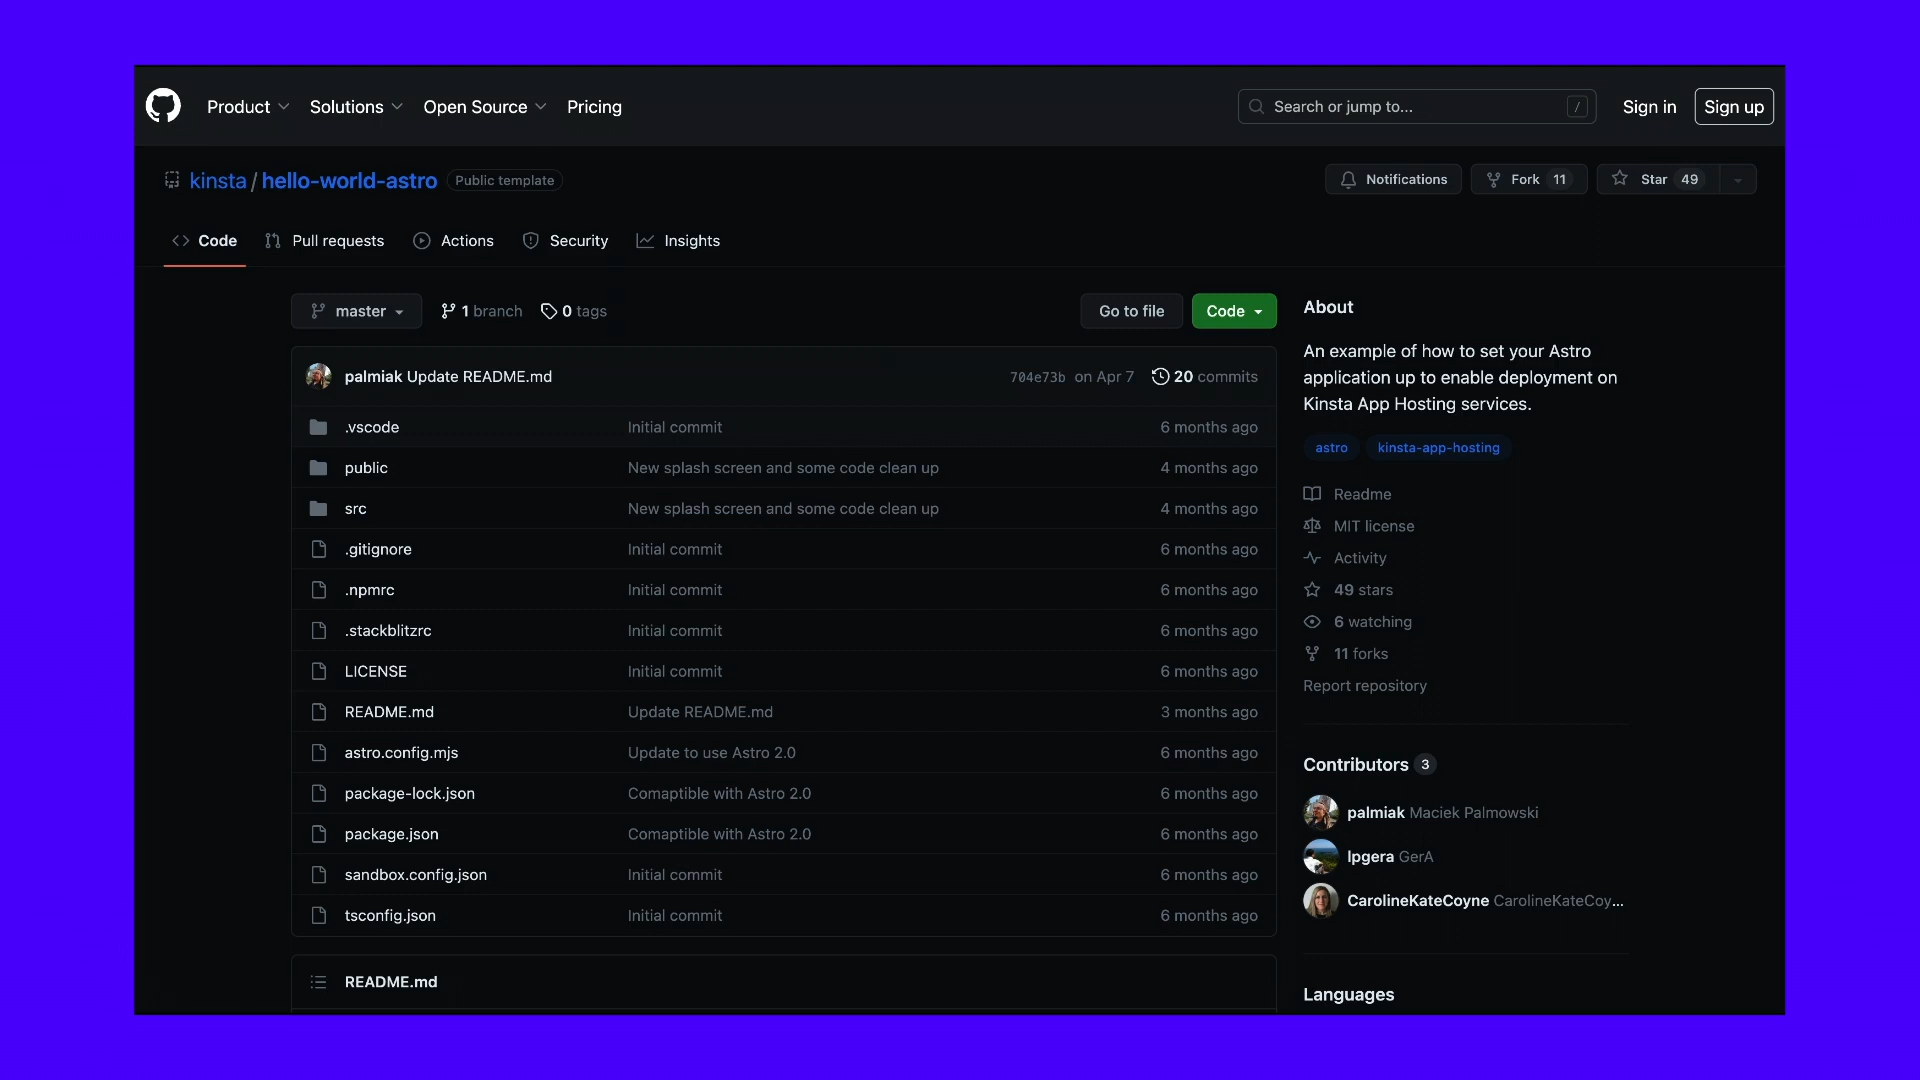 Product Solutions Open Source Pricing Search or jump to... / Sign in Sign up
kinsta / hello-world-astro Public template Notifications Fork 11 Star 49
Code Pull requests Actions Security Insights
master 1 branch 0 tags Go to file Code
palmiak Update README.md 704e73b on Apr 7 20 commits
.vscode Initial commit 6 months ago
public New splash screen and some code clean up 4 months ago
src New splash screen and some code clean up 4 months ago
.gitignore Initial commit 6 months ago
.npmrc Initial commit 6 months ago
.stackblitzrc Initial commit 6 months ago
LICENSE Initial commit 6 months ago
README.md Update README.md 3 months ago
astro.config.mjs Update to use Astro 2.0 6 months ago
package-lock.json Comaptible with Astro 2.0 6 months ago
package.json Comaptible with Astro 2.0 6 months ago
sandbox.config.json Initial commit 6 months ago
tsconfig.json Initial commit 6 months ago
README.md
About
An example of how to set your Astro
application up to enable deployment on
Kinsta App Hosting services.
astro kinsta-app-hosting
Readme
MIT license
Activity
49 stars
6 watching
11 forks
Report repository
Contributors 3
palmiak Maciek Palmowski
lpgera GerA
CarolineKateCoyne CarolineKateCoy...
Languages